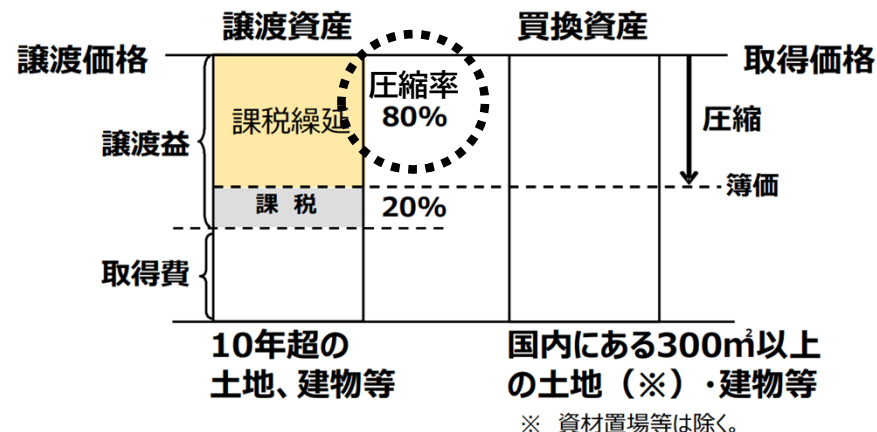 譲渡資産
買換資産
譲渡価格
取得価格
圧縮率
80%
課税繰延
圧縮
譲渡益
簿価
課 税
20%
取得費
10年超の
土地、建物等
国内にある300㎡以上
の土地（※）・建物等
※ 資材置場等は除く。